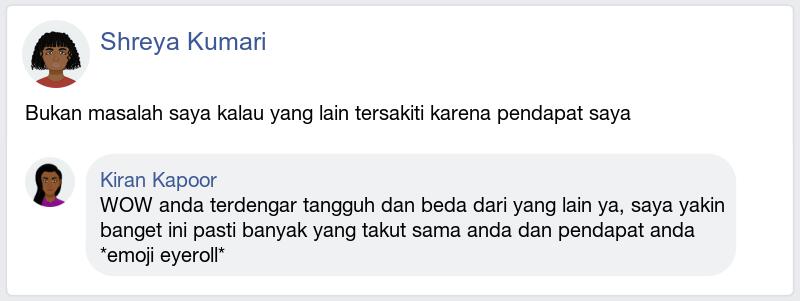 Shreya Kumari
Bukan masalah saya kalau yang lain tersakiti karena pendapat saya
Kiran Kapoor
WOW anda terdengar tangguh dan beda dari yang lain ya, saya yakin
banget ini pasti banyak yang takut sama anda dan pendapat anda
*emoji eyeroll*